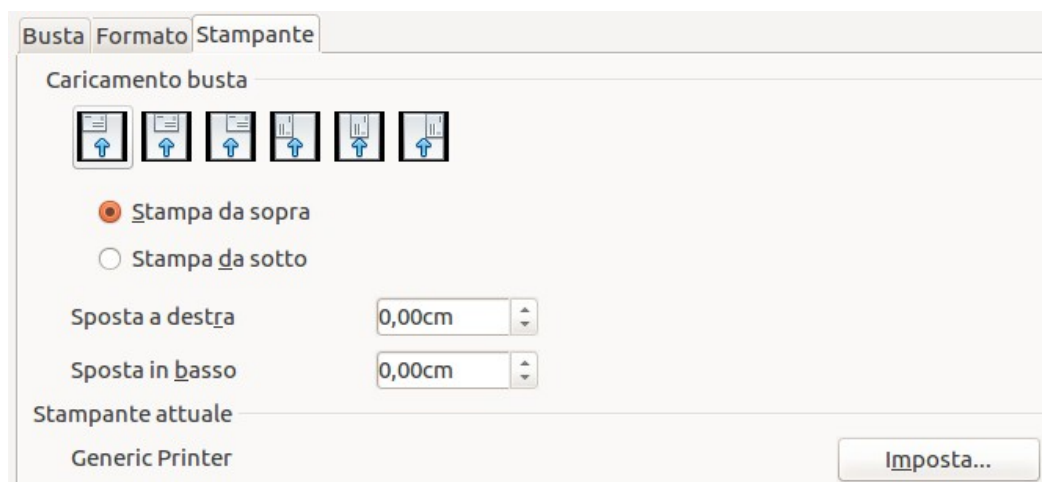 Busta Formato Stampante
Caricamento busta
Stampa da sopra
Stampa da sotto
Sposta a destra 0,00cm
Sposta in basso 0,00cm
Stampante attuale
Generic Printer Imposta...